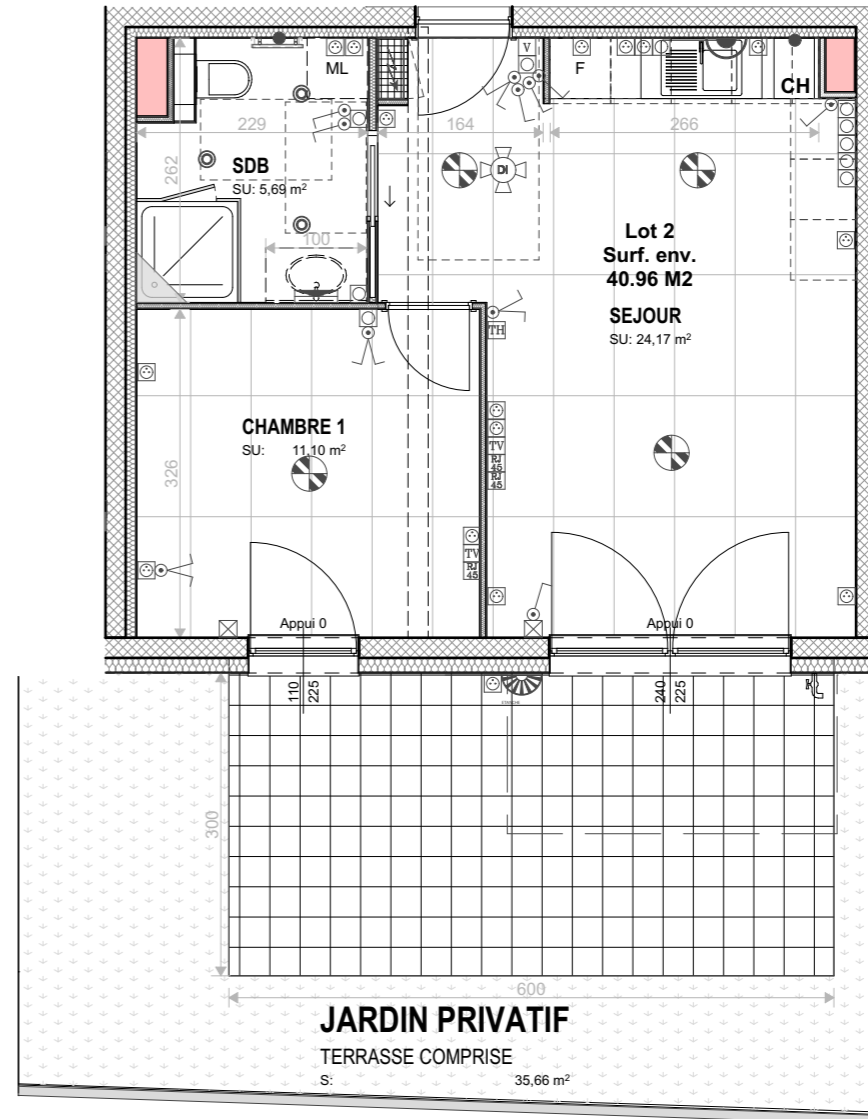 ML
V
F
CH
229
164
266
262
SDB
SU: 5,69 m²
DI
Lot 2
Surf. env.
40.96 M2
100
SEJOUR
SU: 24,17 m²
TH
CHAMBRE 1
SU: 11,10 m²
326
TV
RJ
45
RJ
45
TV
RJ
45
Appui 0
Appui 0
110
225
240
225
300
600
JARDIN PRIVATIF
TERRASSE COMPRISE
S: 35,66 m²